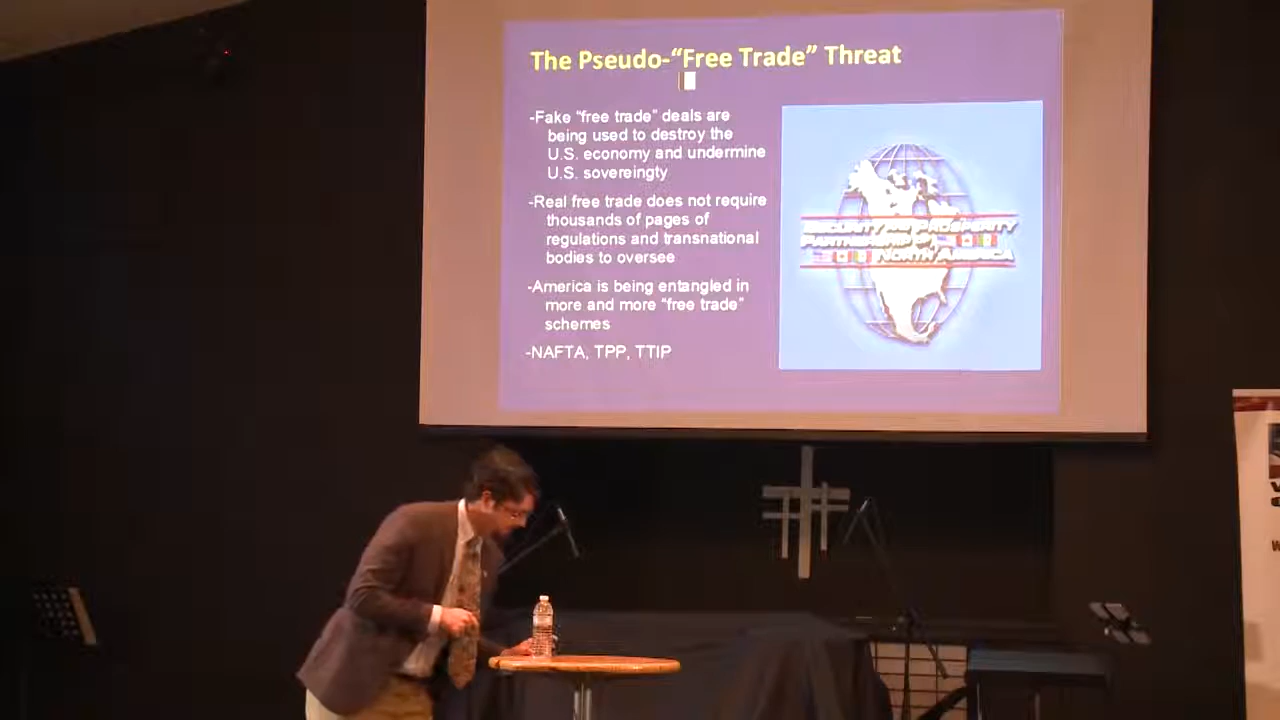 The Pseudo-“Free Trade” Threat
-Fake “free trade” deals are
being used to destroy the
U.S. economy and undermine
U.S. sovereingty
-Real free trade does not require
thousands of pages of
regulations and transnational
bodies to oversee
-America is being entangled in
more and more “free trade”
schemes
-NAFTA, TPP, TTIP
SECURITY AND PROSPERITY
PARTNERSHIP OF
NORTH AMERICA